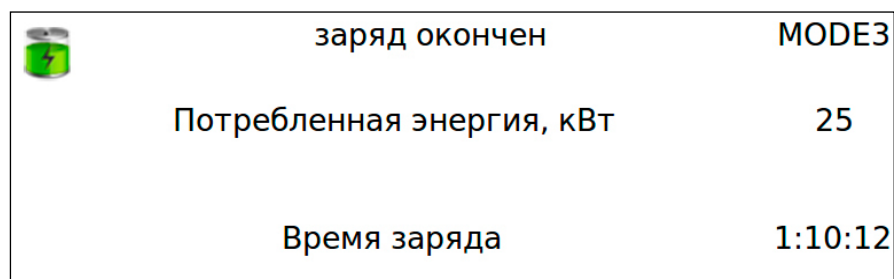 заряд окончен MODE3
Потребленная энергия, кВт 25
Время заряда 1:10:12